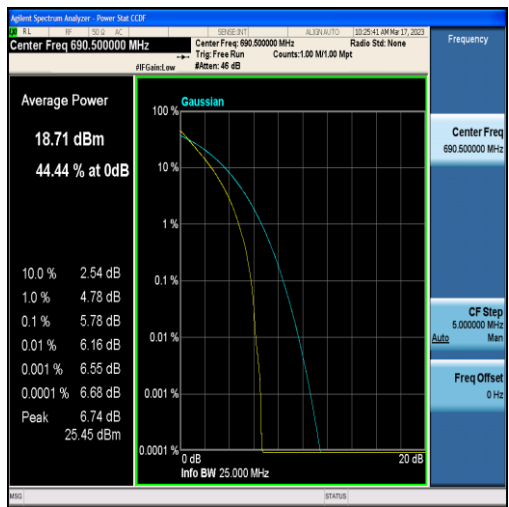 Agilent Spectrum Analyzer - Power Stat CCDF
RL RF 50 Ω AC SENSE:INT ALIGN AUTO 10:25:41 AM Mar 17, 2023
Center Freq 690.500000 MHz
Center Freq: 690.500000 MHz Radio Std: None
Trig: Free Run Counts:1.00 M/1.00 Mpt
#IFGain:Low #Atten: 46 dB
Frequency
Average Power
18.71 dBm
44.44 % at 0dB
10.0 % 2.54 dB
1.0 % 4.78 dB
0.1 % 5.78 dB
0.01 % 6.16 dB
0.001 % 6.55 dB
0.0001 % 6.68 dB
Peak 6.74 dB
25.45 dBm
Gaussian
100 %
10 %
1 %
0.1 %
0.01 %
0.001 %
0.0001 %
0 dB 20 dB
Info BW 25.000 MHz
Center Freq
690.500000 MHz
CF Step
5.000000 MHz
Auto Man
Freq Offset
0 Hz
MSG STATUS